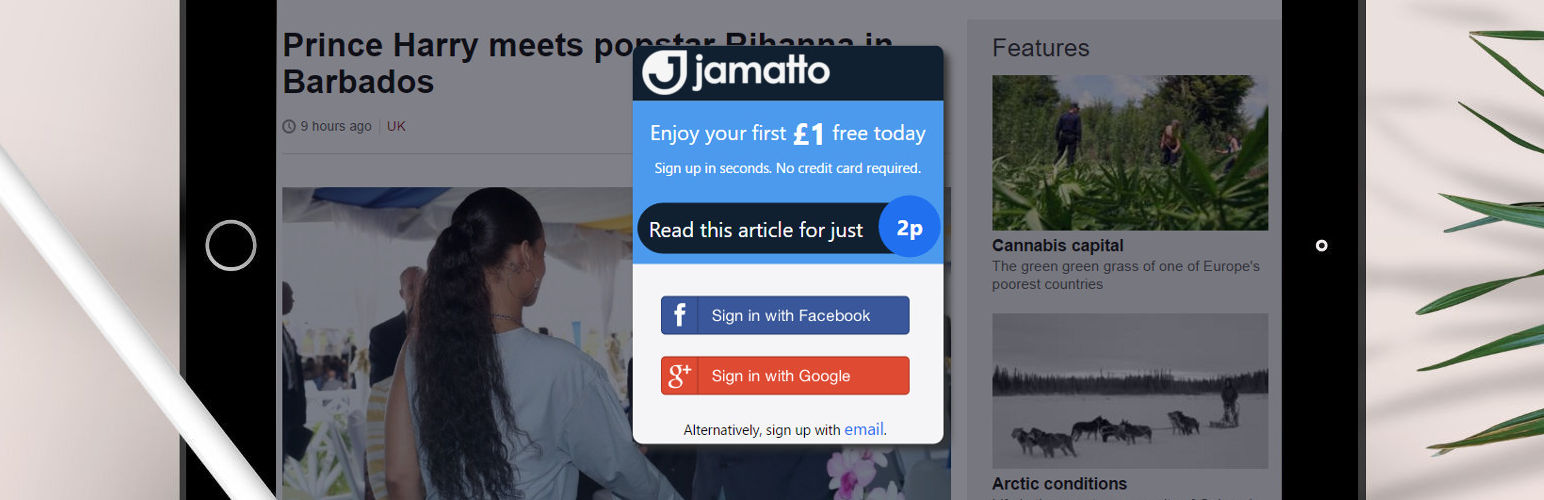 Prince Harry meets popstar Rihanna in
Barbados
9 hours ago
UK
jamatto
Enjoy your first £1 free today
Sign up in seconds. No credit card required.
Read this article for just
2p
f
Sign in with Facebook
g+
Sign in with Google
Alternatively, sign up with email.
Features
Cannabis capital
The green green grass of one of Europe's
poorest countries
Arctic conditions